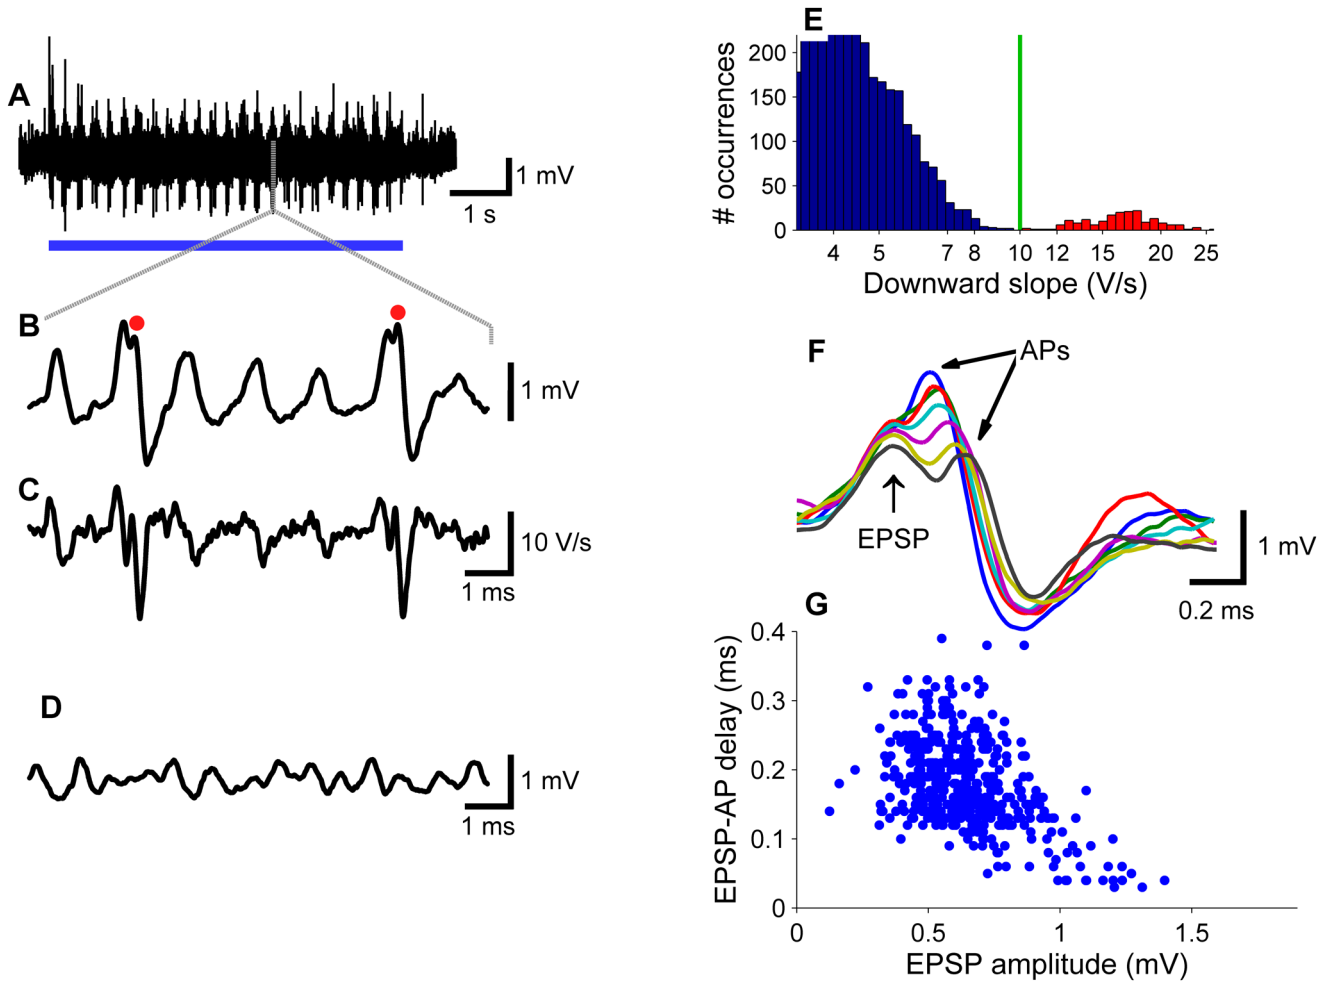 A
1 mV
1 s
B
1 mV
C
10 V/s
1 ms
D
1 mV
1 ms
E
# occurrences
200
150
100
50
0
4 5 7 8 10 12 15 20 25
Downward slope (V/s)
F
APs
EPSP
1 mV
0.2 ms
G
EPSP-AP delay (ms)
0.4
0.3
0.2
0.1
0
0 0.5 1 1.5
EPSP amplitude (mV)